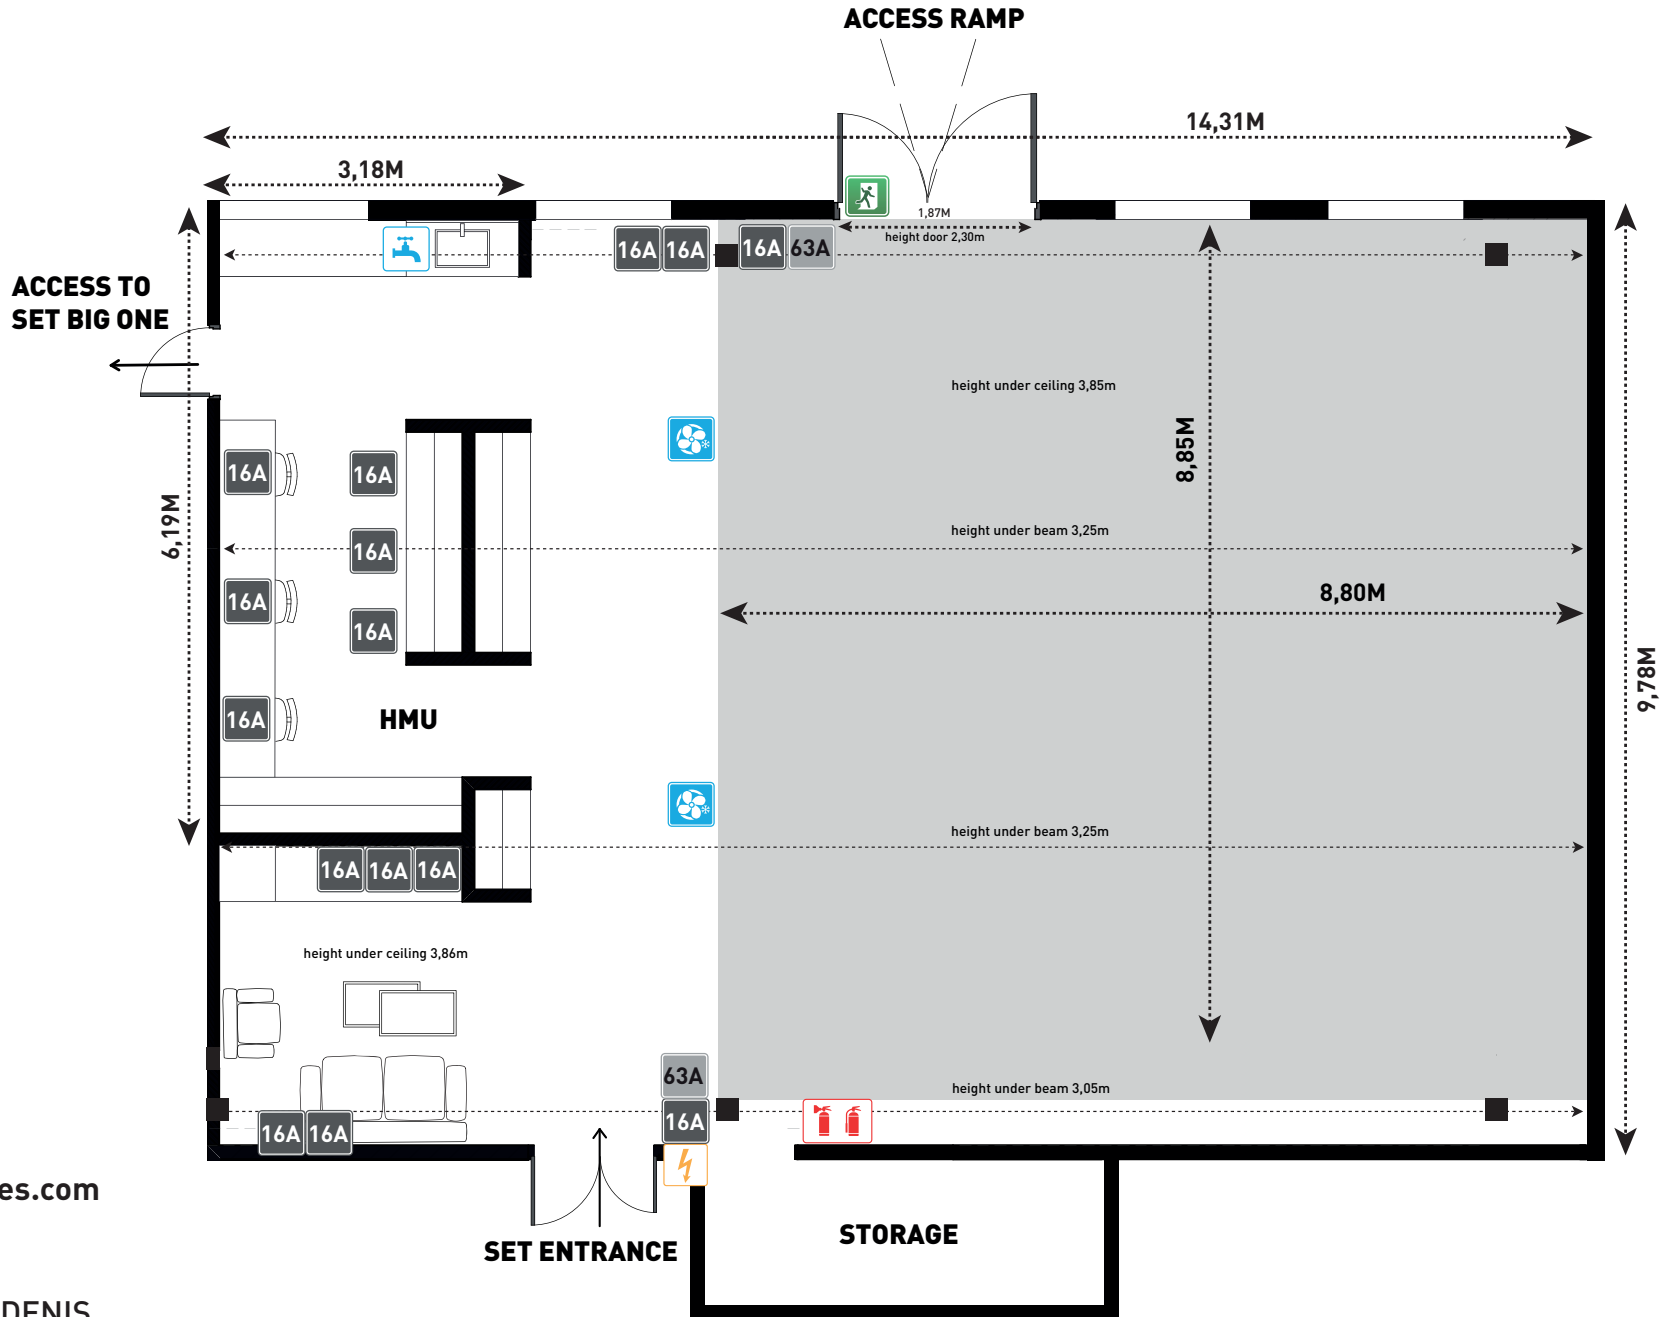 ACCESS RAMP
14,31M
3,18M
1,87M
height door 2,30m
16A
16A
16A
63A
ACCESS TO
SET BIG ONE
height under ceiling 3,85m
8,85M
6,19M
16A
16A
16A
16A
16A
16A
height under beam 3,25m
8,80M
9,78M
HMU
height under beam 3,25m
16A
16A
16A
height under ceiling 3,86m
63A
16A
height under beam 3,05m
16A
16A
es.com
SET ENTRANCE
STORAGE
DENIS